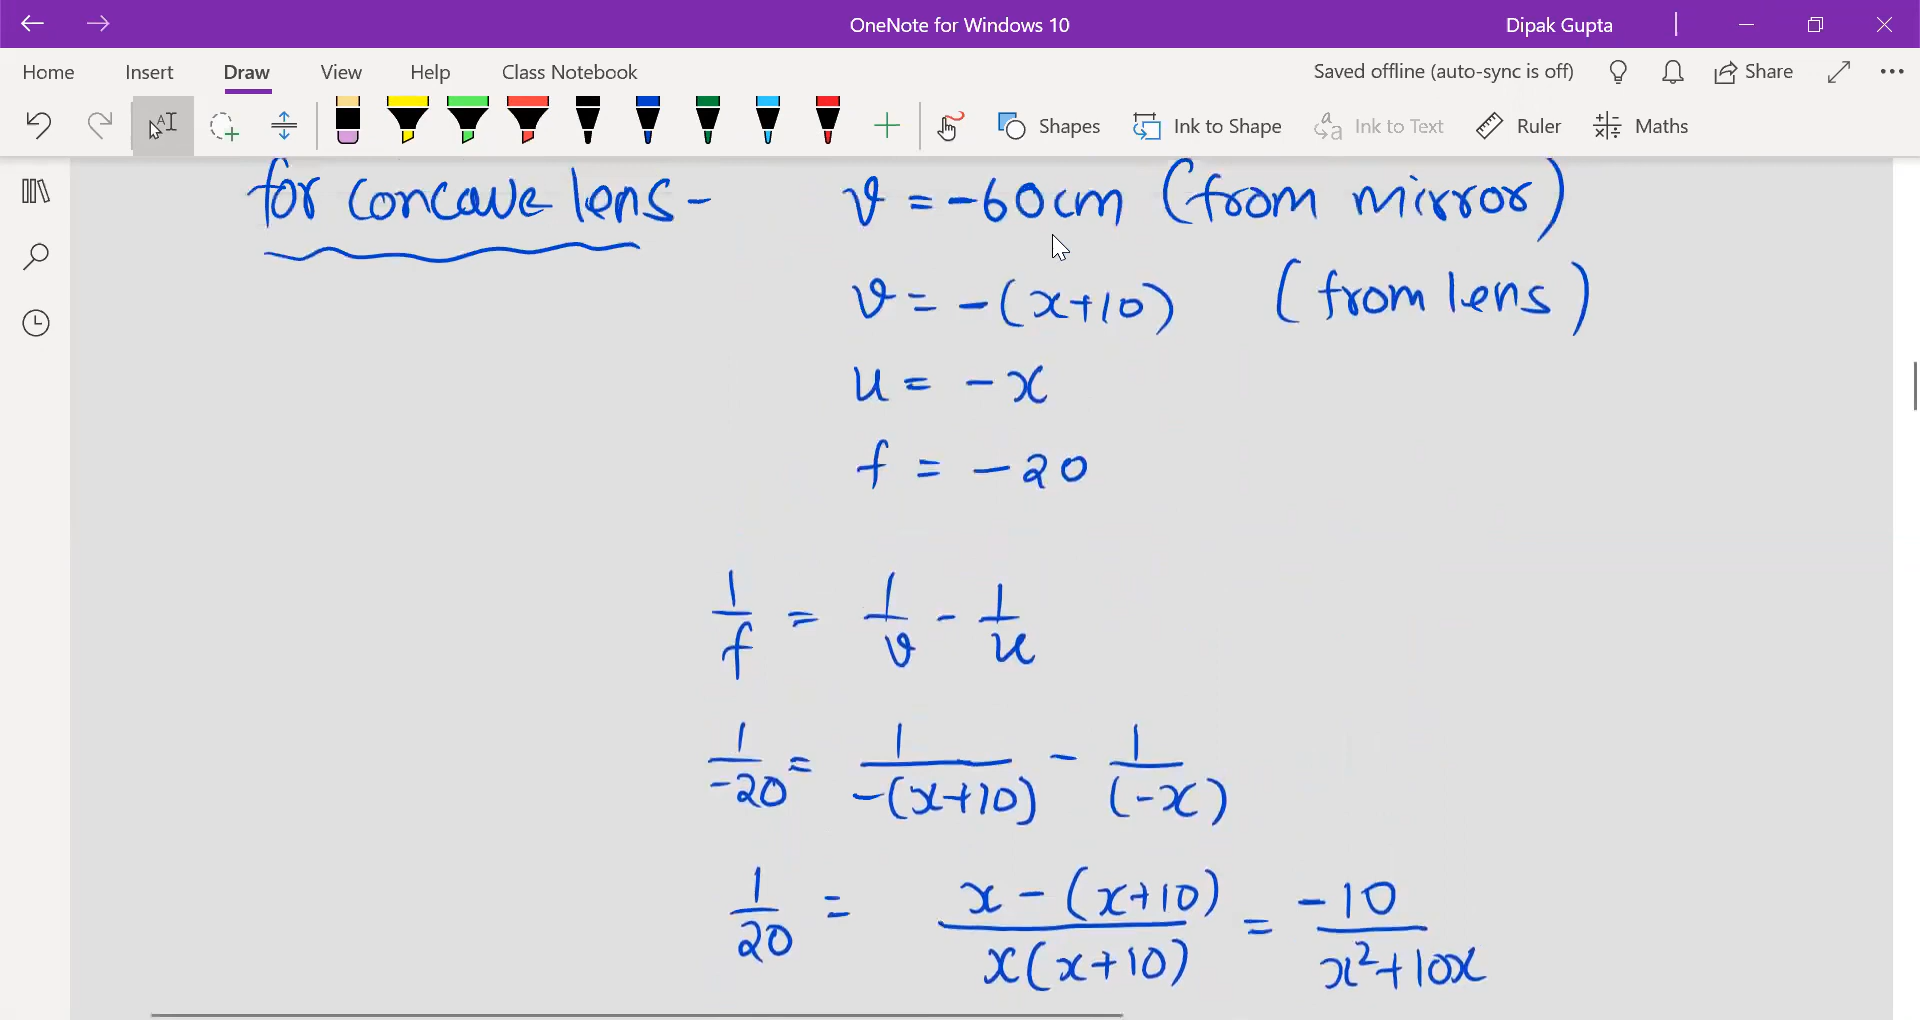 OneNote for Windows 10
Dipak Gupta
Home Insert Draw View Help Class Notebook
Saved offline (auto-sync is off) Share
Shapes Ink to Shape Ink to Text Ruler Maths
for concave lens- v = -60cm (from mirror)
v = -(x+10) (from lens)
u = -x
f = -20
1/f = 1/v - 1/u
1/-20 = 1/-(x+10) - 1/(-x)
1/20 = x-(x+10)/x(x+10) = -10/x²+10x